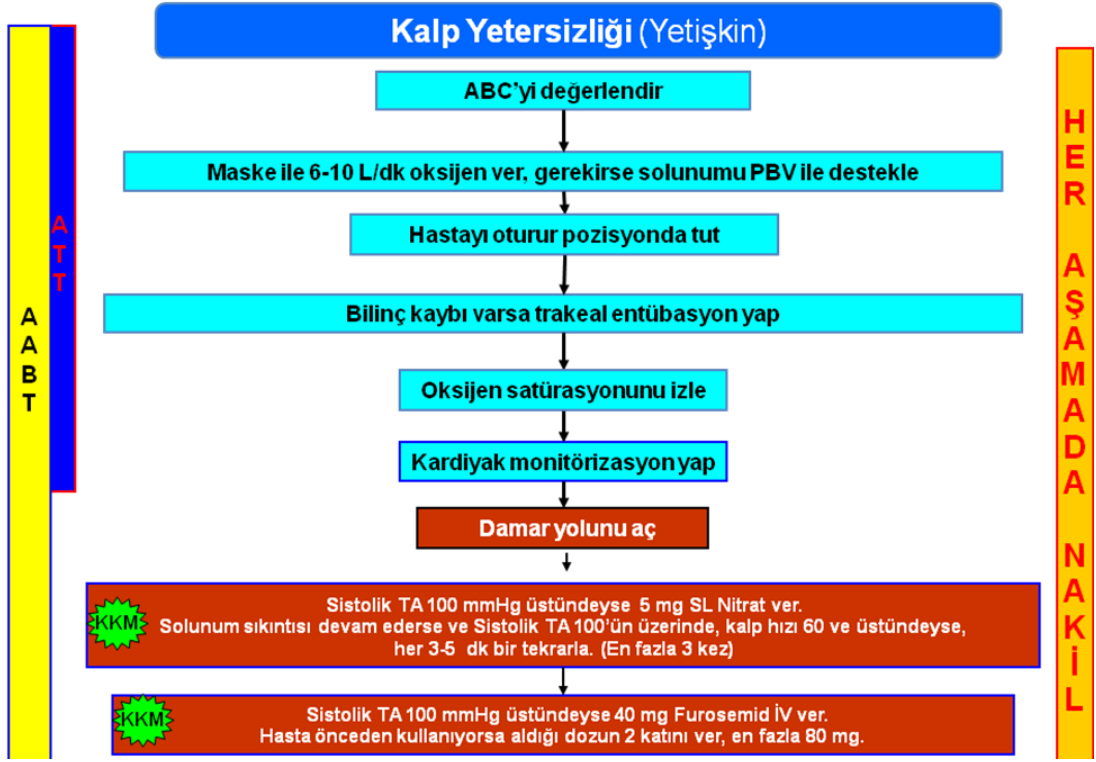 Kalp Yetersizliği (Yetişkin)
ABC'yi değerlendir
Maske ile 6-10 L/dk oksijen ver, gerekirse solunumu PBV ile destekle
Hastayı oturur pozisyonda tut
Bilinç kaybı varsa trakeal entübasyon yap
Oksijen satürasyonunu izle
Kardiyak monitörizasyon yap
Damar yolunu aç
KKM
Sistolik TA 100 mmHg üstündeyse 5 mg SL Nitrat ver.
Solunum sıkıntısı devam ederse ve Sistolik TA 100'ün üzerinde, kalp hızı 60 ve üstündeyse,
her 3-5 dk bir tekrarla. (En fazla 3 kez)
KKM
Sistolik TA 100 mmHg üstündeyse 40 mg Furosemid İV ver.
Hasta önceden kullanıyorsa aldığı dozun 2 katını ver, en fazla 80 mg.
AABT
ATT
HER AŞAMADA NAKİL